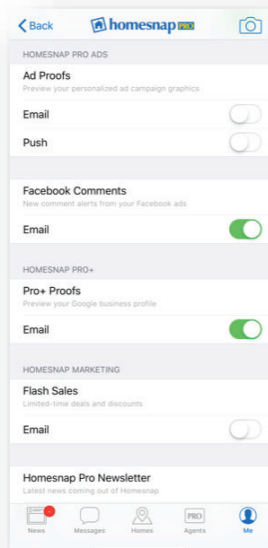 Back
homesnap PRO
HOMESNAP PRO ADS
Ad Proofs
Preview your personalized ad campaign graphics
Email
Push
Facebook Comments
New comment alerts from your Facebook ads
Email
HOMESNAP PRO+
Pro+ Proofs
Preview your Google business profile
Email
HOMESNAP MARKETING
Flash Sales
Limited-time deals and discounts
Email
Homesnap Pro Newsletter
Latest news coming out of Homesnap
PRO
News Messages Homes Agents Me